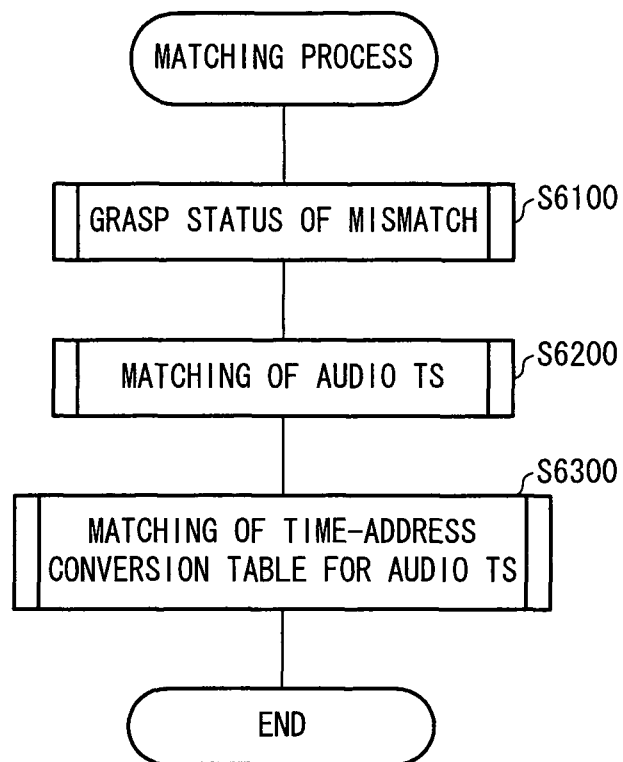 MATCHING PROCESS
GRASP STATUS OF MISMATCH
S6100
MATCHING OF AUDIO TS
S6200
S6300
MATCHING OF TIME-ADDRESS
CONVERSION TABLE FOR AUDIO TS
END